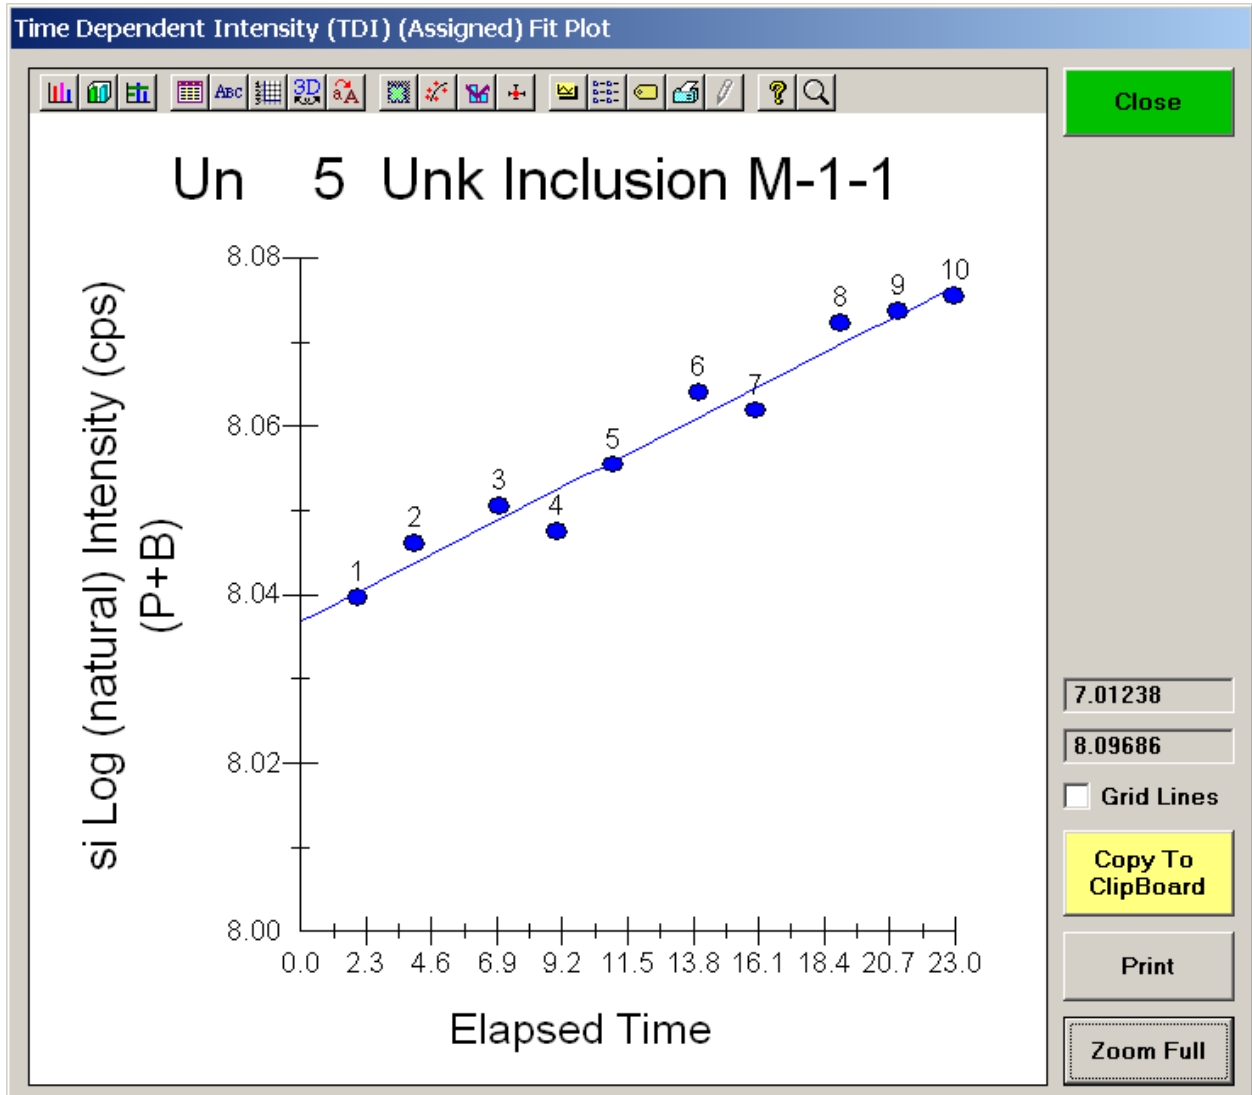 Time Dependent Intensity (TDI) (Assigned) Fit Plot
ABC
3D
A
Close
Un 5 Unk Inclusion M-1-1
si Log (natural) Intensity (cps)
(P+B)
8.08
8.06
8.04
8.02
8.00
1
2
3
4
5
6
7
8
9
10
0.0 2.3 4.6 6.9 9.2 11.5 13.8 16.1 18.4 20.7 23.0
Elapsed Time
7.01238
8.09686
Grid Lines
Copy To
ClipBoard
Print
Zoom Full